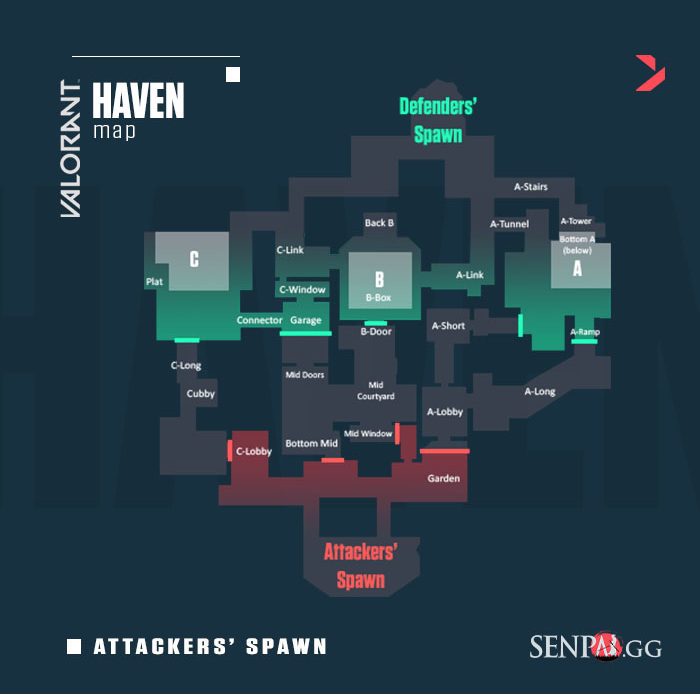 VALORANT
HAVEN
map
Defenders'
Spawn
A-Stairs
Back B
A-Tunnel
A-Tower
Bottom A
(below)
C-Link
C
B
A
Plat
A-Link
C-Window
B-Box
Connector
Garage
A-Short
B-Door
A-Ramp
C-Long
Mid Doors
Cubby
Mid
Courtyard
A-Long
A-Lobby
Mid Window
Bottom Mid
C-Lobby
Garden
Attackers'
Spawn
ATTACKERS' SPAWN
SENPAI.GG